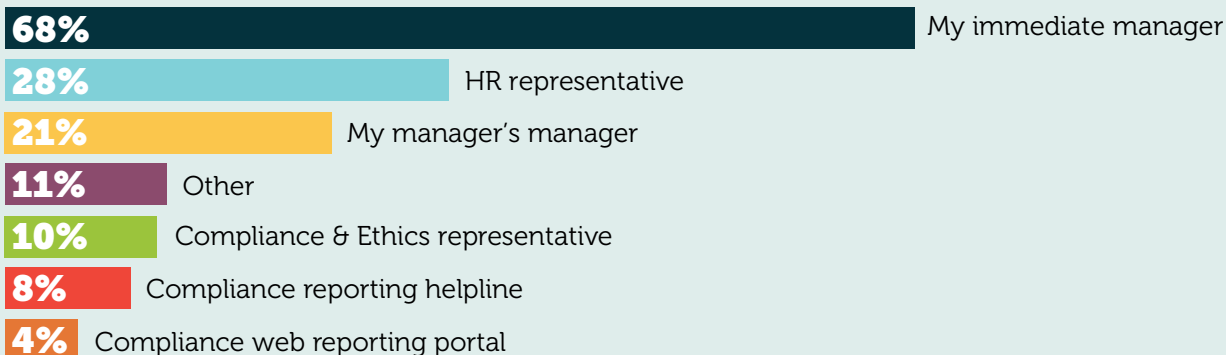 68% My immediate manager
28% HR representative
21% My manager’s manager
11% Other
10% Compliance & Ethics representative
8% Compliance reporting helpline
4% Compliance web reporting portal